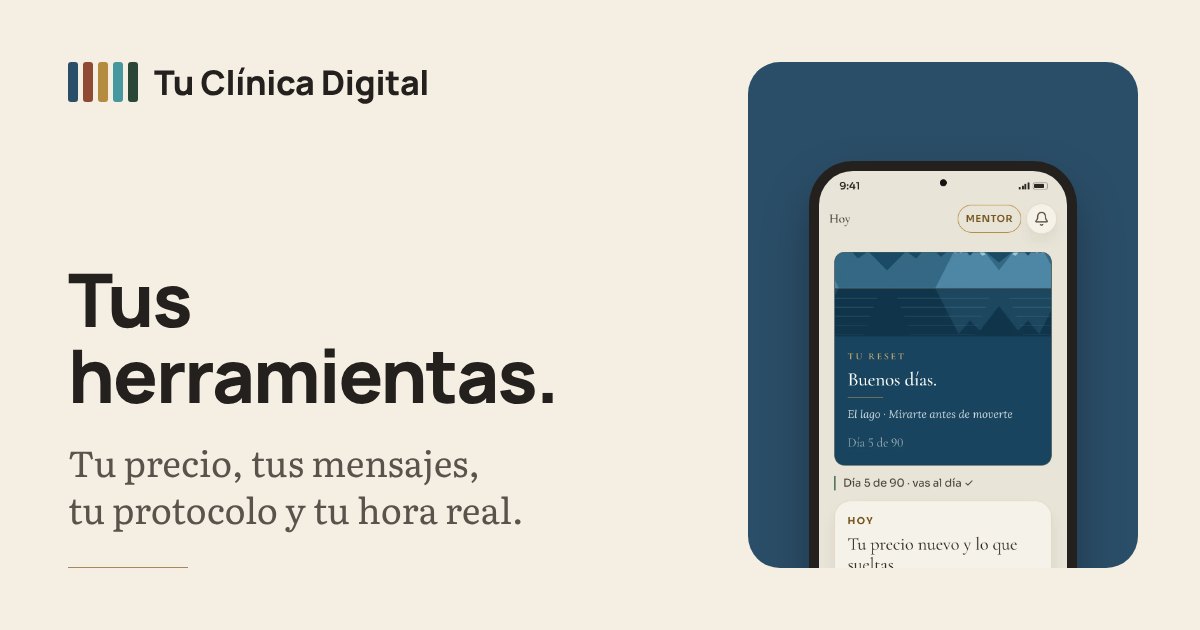 Tu Clínica Digital
Tus
herramientas.
Tu precio, tus mensajes,
tu protocolo y tu hora real.
9:41
Hoy
MENTOR
TU RESET
Buenos días.
El lago · Mirarte antes de moverte
Día 5 de 90
Día 5 de 90 · vas al día ✓
HOY
Tu precio nuevo y lo que
sueltas